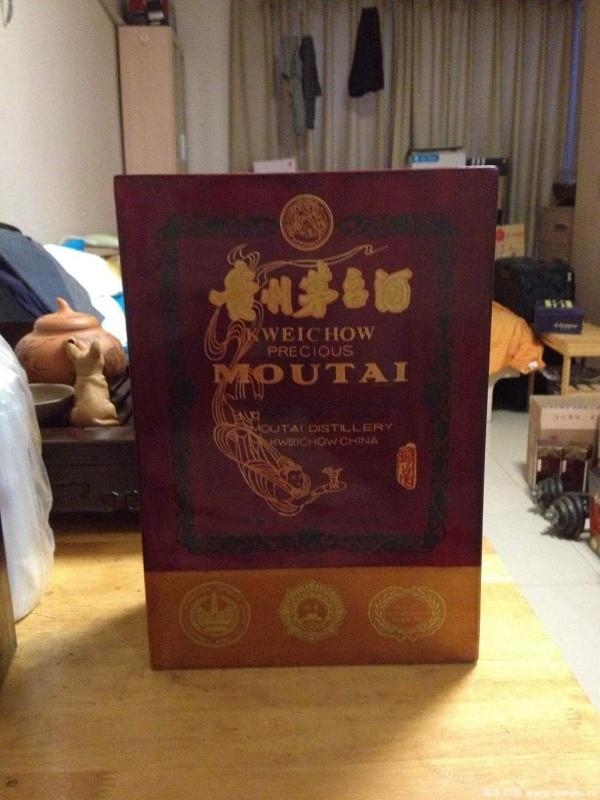 贵州茅台酒
KWEICHOW
PRECIOUS
MOUTAI
MOUTAI DISTILLERY
KWEICHOW CHINA